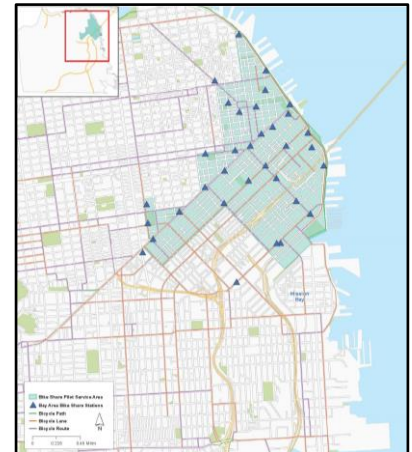 Mission
Bay
Bike Share Pilot Service Area
Bay Area Bike Share Stations
Bicycle Path
Bicycle Lane
Bicycle Route
N